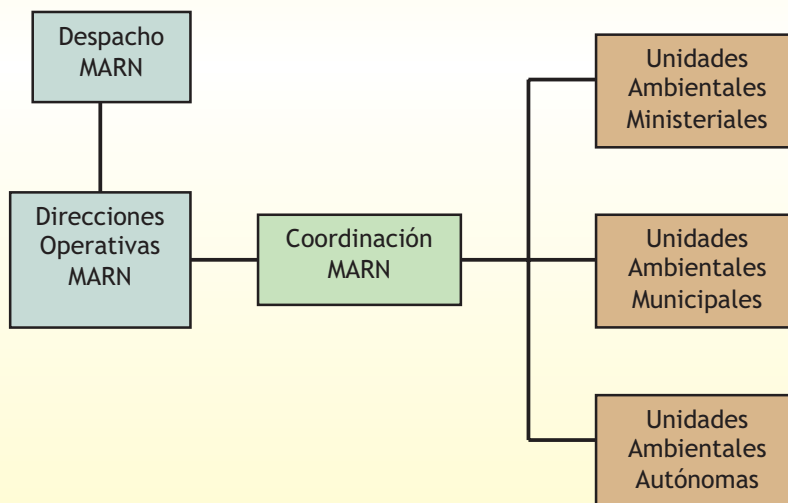 Despacho
MARN
Direcciones
Operativas
MARN
Coordinación
MARN
Unidades
Ambientales
Ministeriales
Unidades
Ambientales
Municipales
Unidades
Ambientales
Autónomas